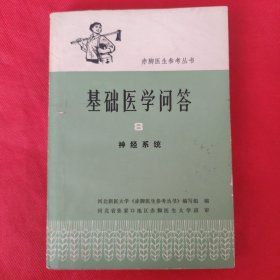 赤脚医生参考丛书
基础医学问答
8
神经系统
河北新医大学《赤脚医生参考丛书》编写组 编
河北省张家口地区赤脚医生大学 审